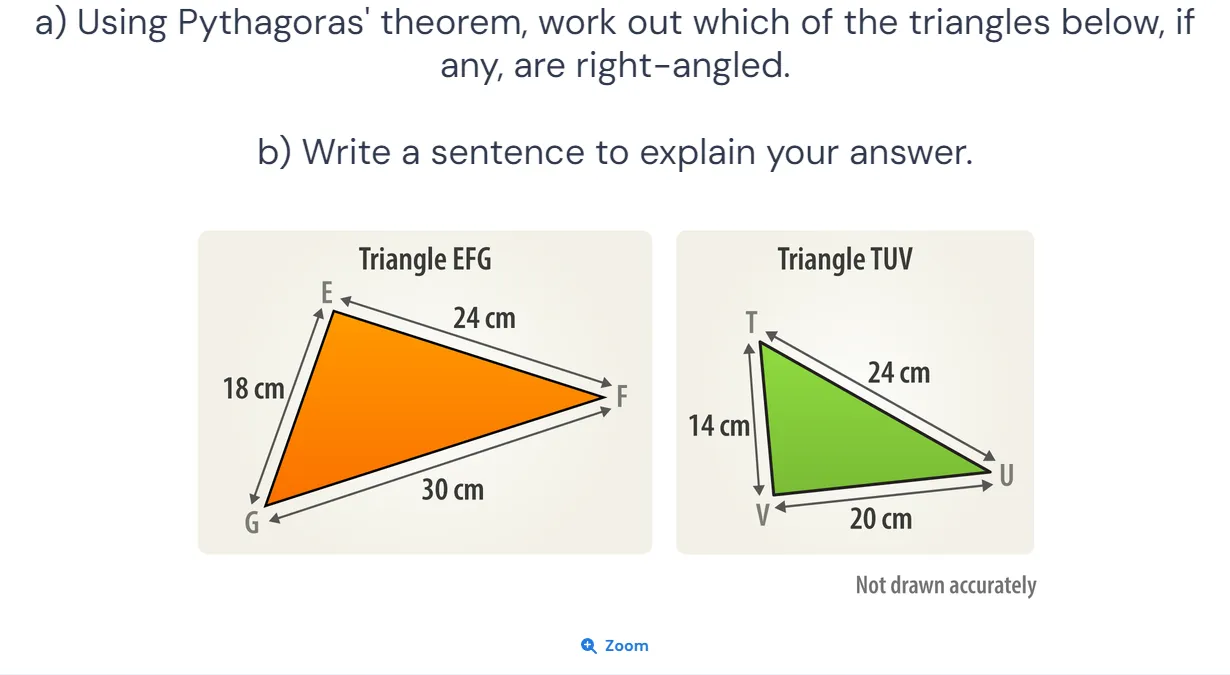 a) Using Pythagoras' theorem, work out which of the triangles below, if
any, are right-angled.
b) Write a sentence to explain your answer.
Triangle EFG
E
24 cm
18 cm
F
30 cm
G
Triangle TUV
T
24 cm
14 cm
U
V
20 cm
Not drawn accurately
Zoom